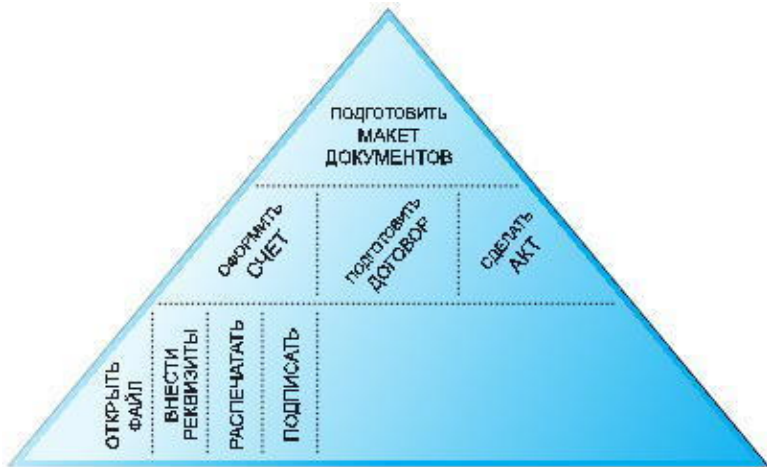 ПОДГОТОВИТЬ
МАКЕТ
ДОКУМЕНТОВ
ОФОРМИТЬ
СЧЕТ
ПОДГОТОВИТЬ
ДОГОВОР
СДЕЛАТЬ
АКТ
ОТКРЫТЬ
ФАЙЛ
ВНЕСТИ
РЕКВИЗИТЫ
РАСПЕЧАТАТЬ
ПОДПИСАТЬ